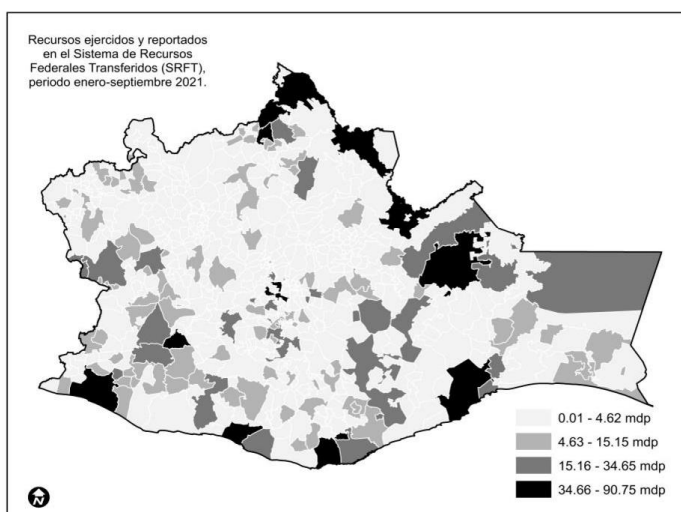 Recursos ejercidos y reportados
en el Sistema de Recursos
Federales Transferidos (SRFT),
periodo enero-septiembre 2021.
0.01 - 4.62 mdp
4.63 - 15.15 mdp
15.16 - 34.65 mdp
34.66 - 90.75 mdp
N